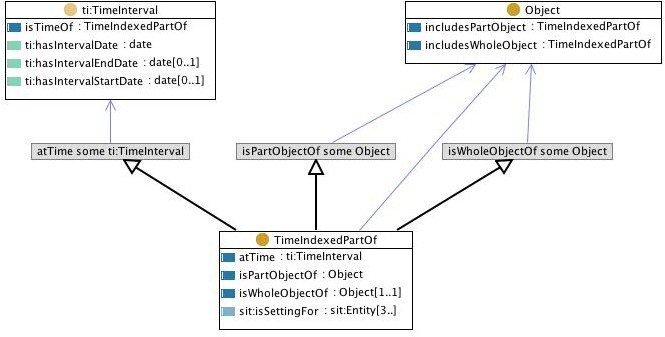 ti:TimeInterval
isTimeOf : TimeIndexedPartOf
ti:hasIntervalDate : date
ti:hasIntervalEndDate : date[0..1]
ti:hasIntervalStartDate : date[0..1]
Object
includesPartObject : TimeIndexedPartOf
includesWholeObject : TimeIndexedPartOf
atTime some ti:TimeInterval
isPartObjectOf some Object
isWholeObjectOf some Object
TimeIndexedPartOf
atTime : ti:TimeInterval
isPartObjectOf : Object
isWholeObjectOf : Object[1..1]
sit:isSettingFor : sit:Entity[3..]